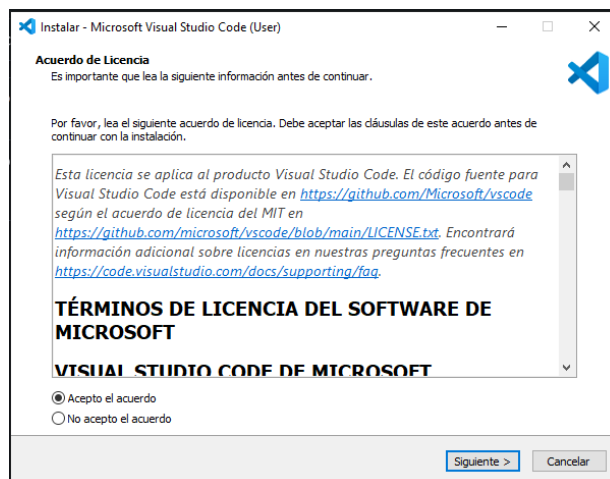 Instalar - Microsoft Visual Studio Code (User)
Acuerdo de Licencia
Es importante que lea la siguiente información antes de continuar.
Por favor, lea el siguiente acuerdo de licencia. Debe aceptar las cláusulas de este acuerdo antes de
continuar con la instalación.
Esta licencia se aplica al producto Visual Studio Code. El código fuente para
Visual Studio Code está disponible en https://github.com/Microsoft/vscode
según el acuerdo de licencia del MIT en
https://github.com/microsoft/vscode/blob/main/LICENSE.txt. Encontrará
información adicional sobre licencias en nuestras preguntas frecuentes en
https://code.visualstudio.com/docs/supporting/faq.
TÉRMINOS DE LICENCIA DEL SOFTWARE DE
MICROSOFT
VISUAL STUDIO CODE DE MICROSOFT
Acepto el acuerdo
No acepto el acuerdo
Siguiente >
Cancelar